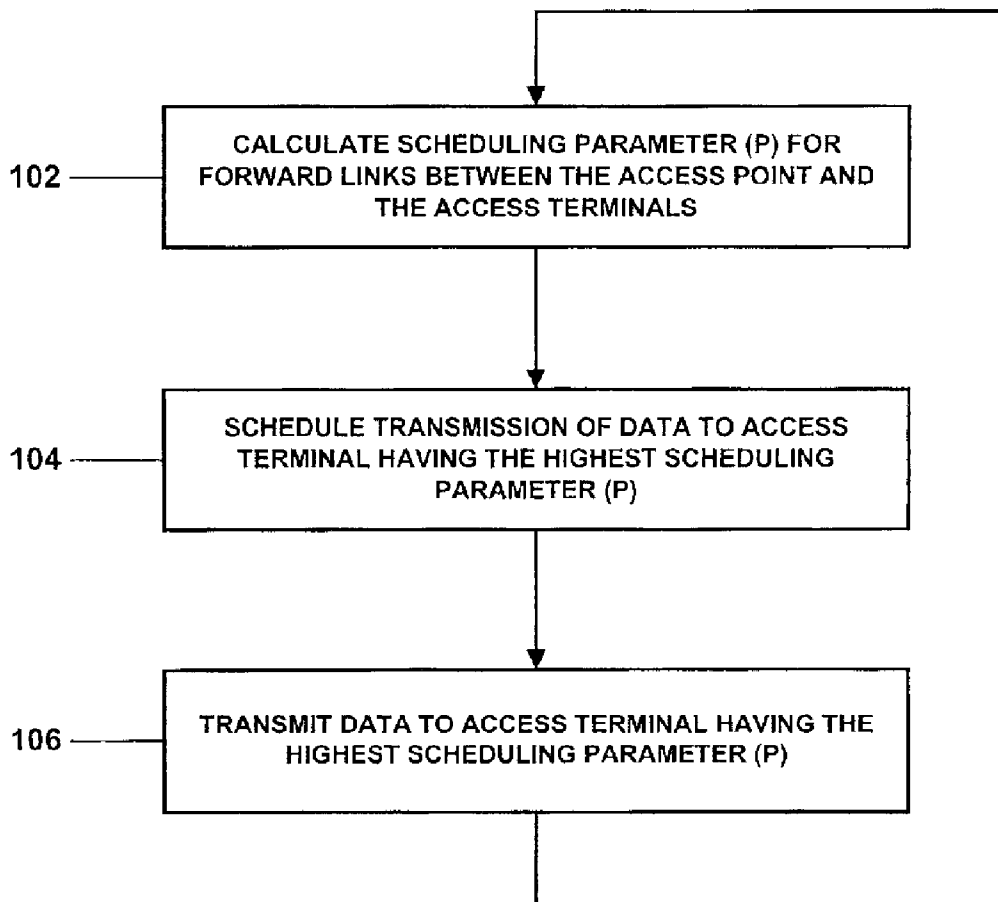 102
CALCULATE SCHEDULING PARAMETER (P) FOR
FORWARD LINKS BETWEEN THE ACCESS POINT AND
THE ACCESS TERMINALS
104
SCHEDULE TRANSMISSION OF DATA TO ACCESS
TERMINAL HAVING THE HIGHEST SCHEDULING
PARAMETER (P)
106
TRANSMIT DATA TO ACCESS TERMINAL HAVING THE
HIGHEST SCHEDULING PARAMETER (P)